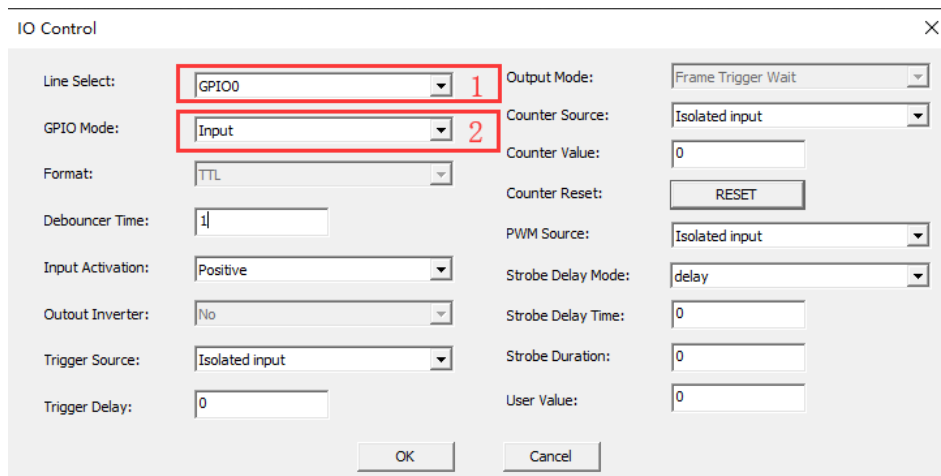 IO Control
Line Select: GPIO0 1
GPIO Mode: Input 2
Format: TTL
Debouncer Time: 1
Input Activation: Positive
Outout Inverter: No
Trigger Source: Isolated input
Trigger Delay: 0
Output Mode: Frame Trigger Wait
Counter Source: Isolated input
Counter Value: 0
Counter Reset: RESET
PWM Source: Isolated input
Strobe Delay Mode: delay
Strobe Delay Time: 0
Strobe Duration: 0
User Value: 0
OK Cancel